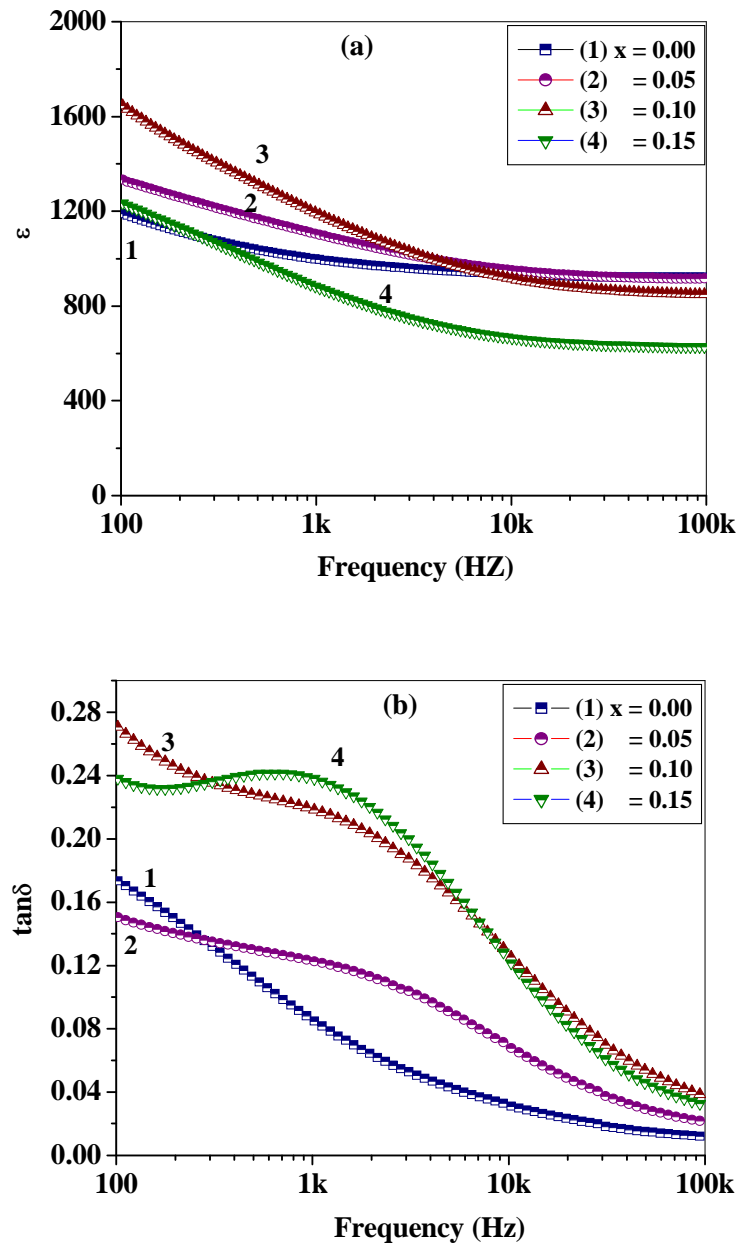 (a)
2000
1600
1200
800
400
0
ε
(1) x = 0.00
(2) = 0.05
(3) = 0.10
(4) = 0.15
3
2
1
4
100 1k 10k 100k
Frequency (HZ)
(b)
0.28
0.24
0.20
0.16
0.12
0.08
0.04
0.00
tanδ
(1) x = 0.00
(2) = 0.05
(3) = 0.10
(4) = 0.15
3
4
1
2
100 1k 10k 100k
Frequency (Hz)